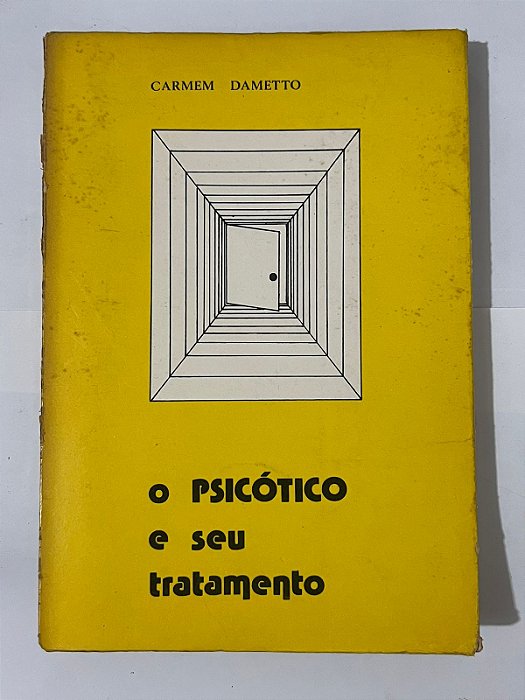 CARMEM DAMETTO
o PSICÓTICO
e seu
tratamento